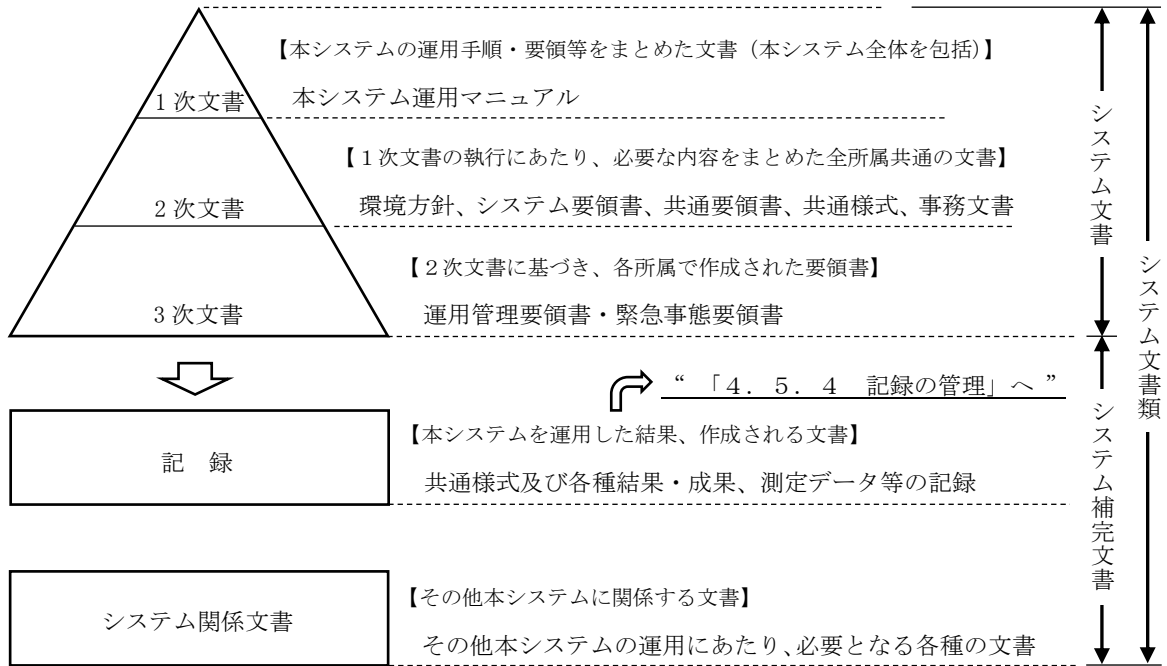 【本システムの運用手順・要領等をまとめた文書（本システム全体を包括）】
１次文書
本システム運用マニュアル
【１次文書の執行にあたり、必要な内容をまとめた全所属共通の文書】
２次文書
環境方針、システム要領書、共通要領書、共通様式、事務文書
【２次文書に基づき、各所属で作成された要領書】
３次文書
運用管理要領書・緊急事態要領書
“　「４．５．４　記録の管理」へ ”
【本システムを運用した結果、作成される文書】
記　録
共通様式及び各種結果・成果、測定データ等の記録
【その他本システムに関係する文書】
システム関係文書
その他本システムの運用にあたり、必要となる各種の文書
システム文書
システム補完文書
システム文書類